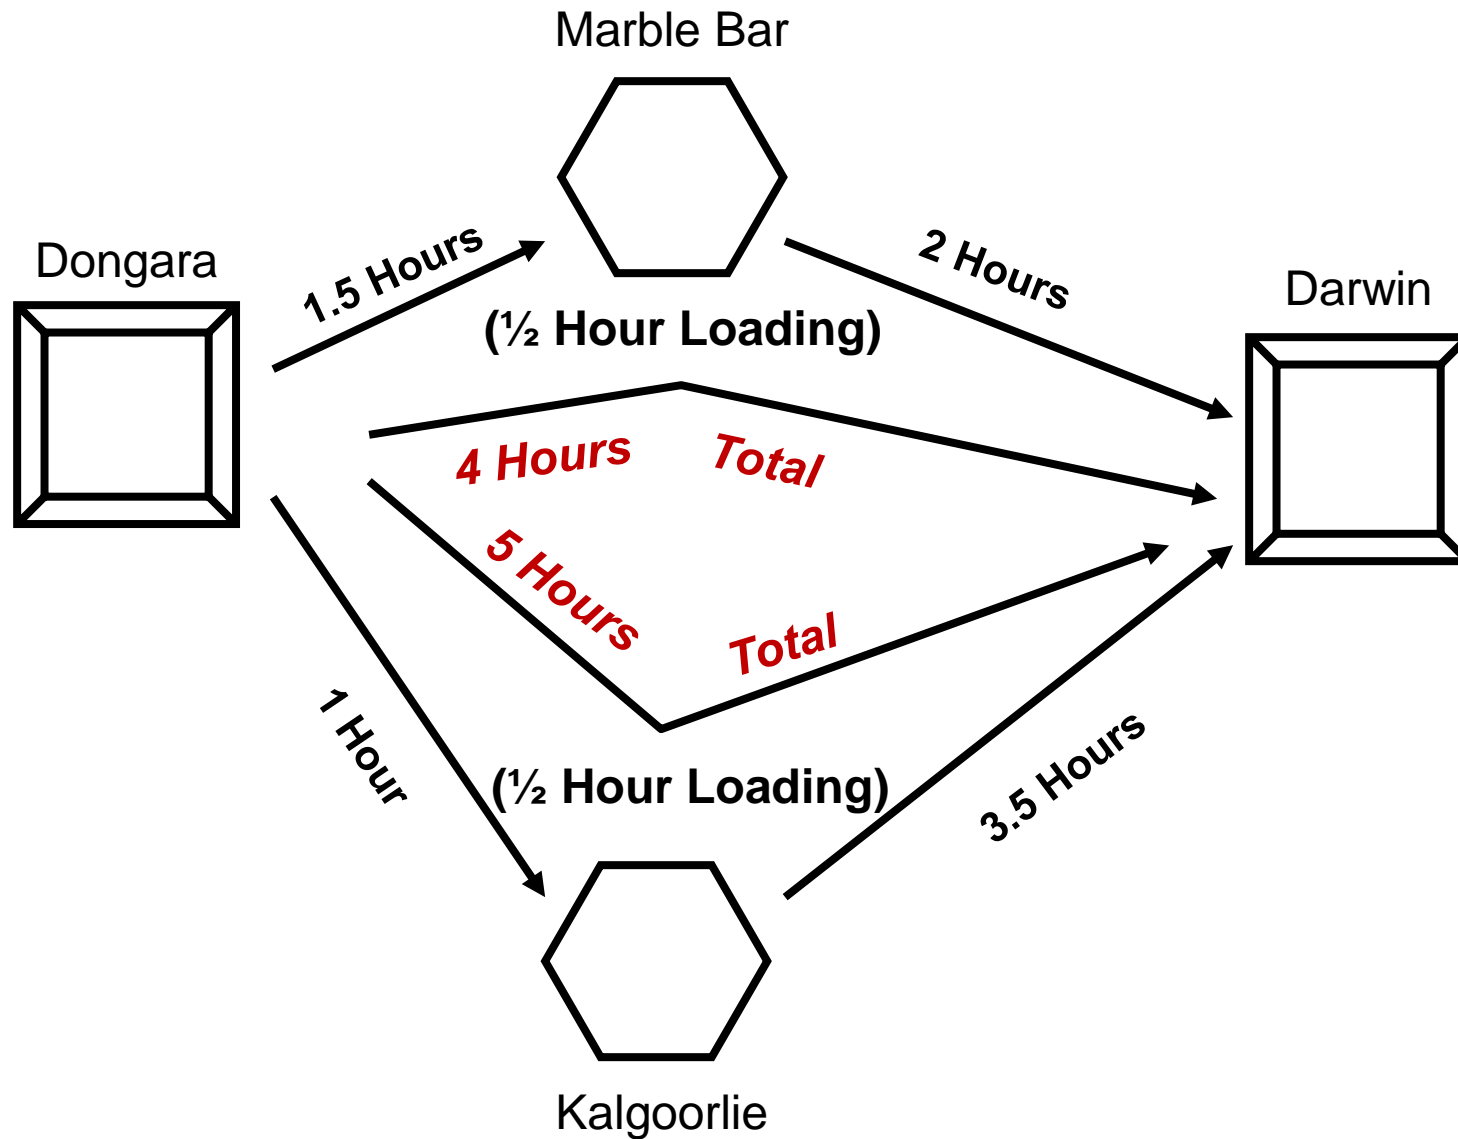 Marble Bar
Dongara
1.5 Hours
2 Hours
Darwin
(½ Hour Loading)
4 Hours Total
5 Hours Total
1 Hour
(½ Hour Loading)
3.5 Hours
Kalgoorlie